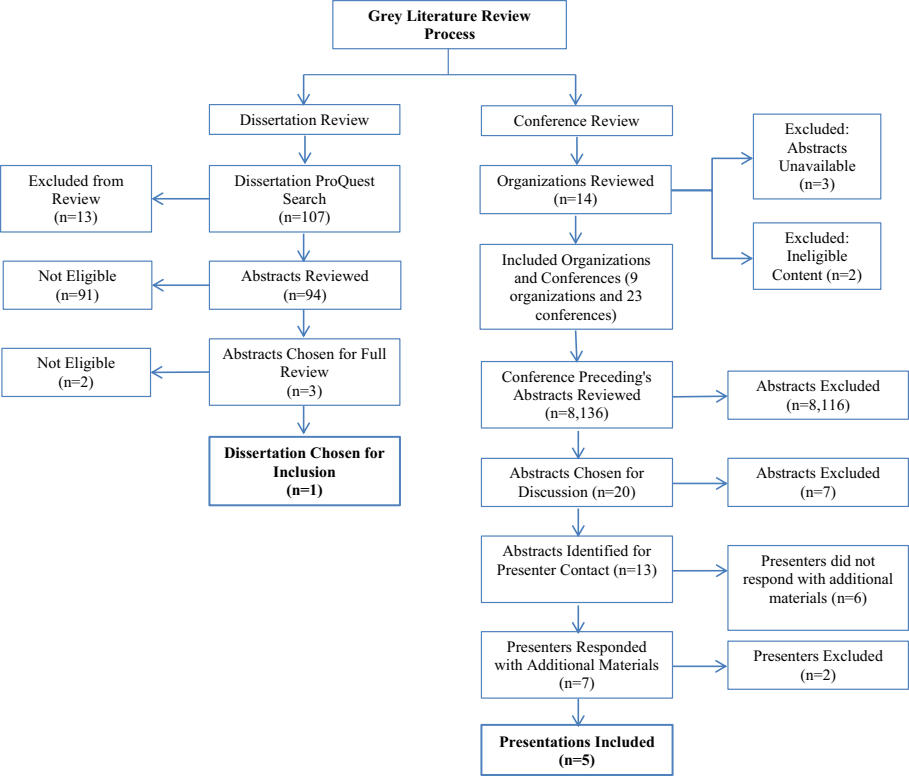 Grey Literature Review
Process
Dissertation Review
Excluded from
Review
(n=13)
Dissertation ProQuest
Search
(n=107)
Not Eligible
(n=91)
Abstracts Reviewed
(n=94)
Not Eligible
(n=2)
Abstracts Chosen for Full
Review
(n=3)
Dissertation Chosen for
Inclusion
(n=1)
Conference Review
Organizations Reviewed
(n=14)
Excluded:
Abstracts
Unavailable
(n=3)
Excluded:
Ineligible
Content (n=2)
Included Organizations
and Conferences (9
organizations and 23
conferences)
Conference Preceding's
Abstracts Reviewed
(n=8,136)
Abstracts Excluded
(n=8,116)
Abstracts Chosen for
Discussion (n=20)
Abstracts Excluded
(n=7)
Abstracts Identified for
Presenter Contact (n=13)
Presenters did not
respond with additional
materials (n=6)
Presenters Responded
with Additional Materials
(n=7)
Presenters Excluded
(n=2)
Presentations Included
(n=5)